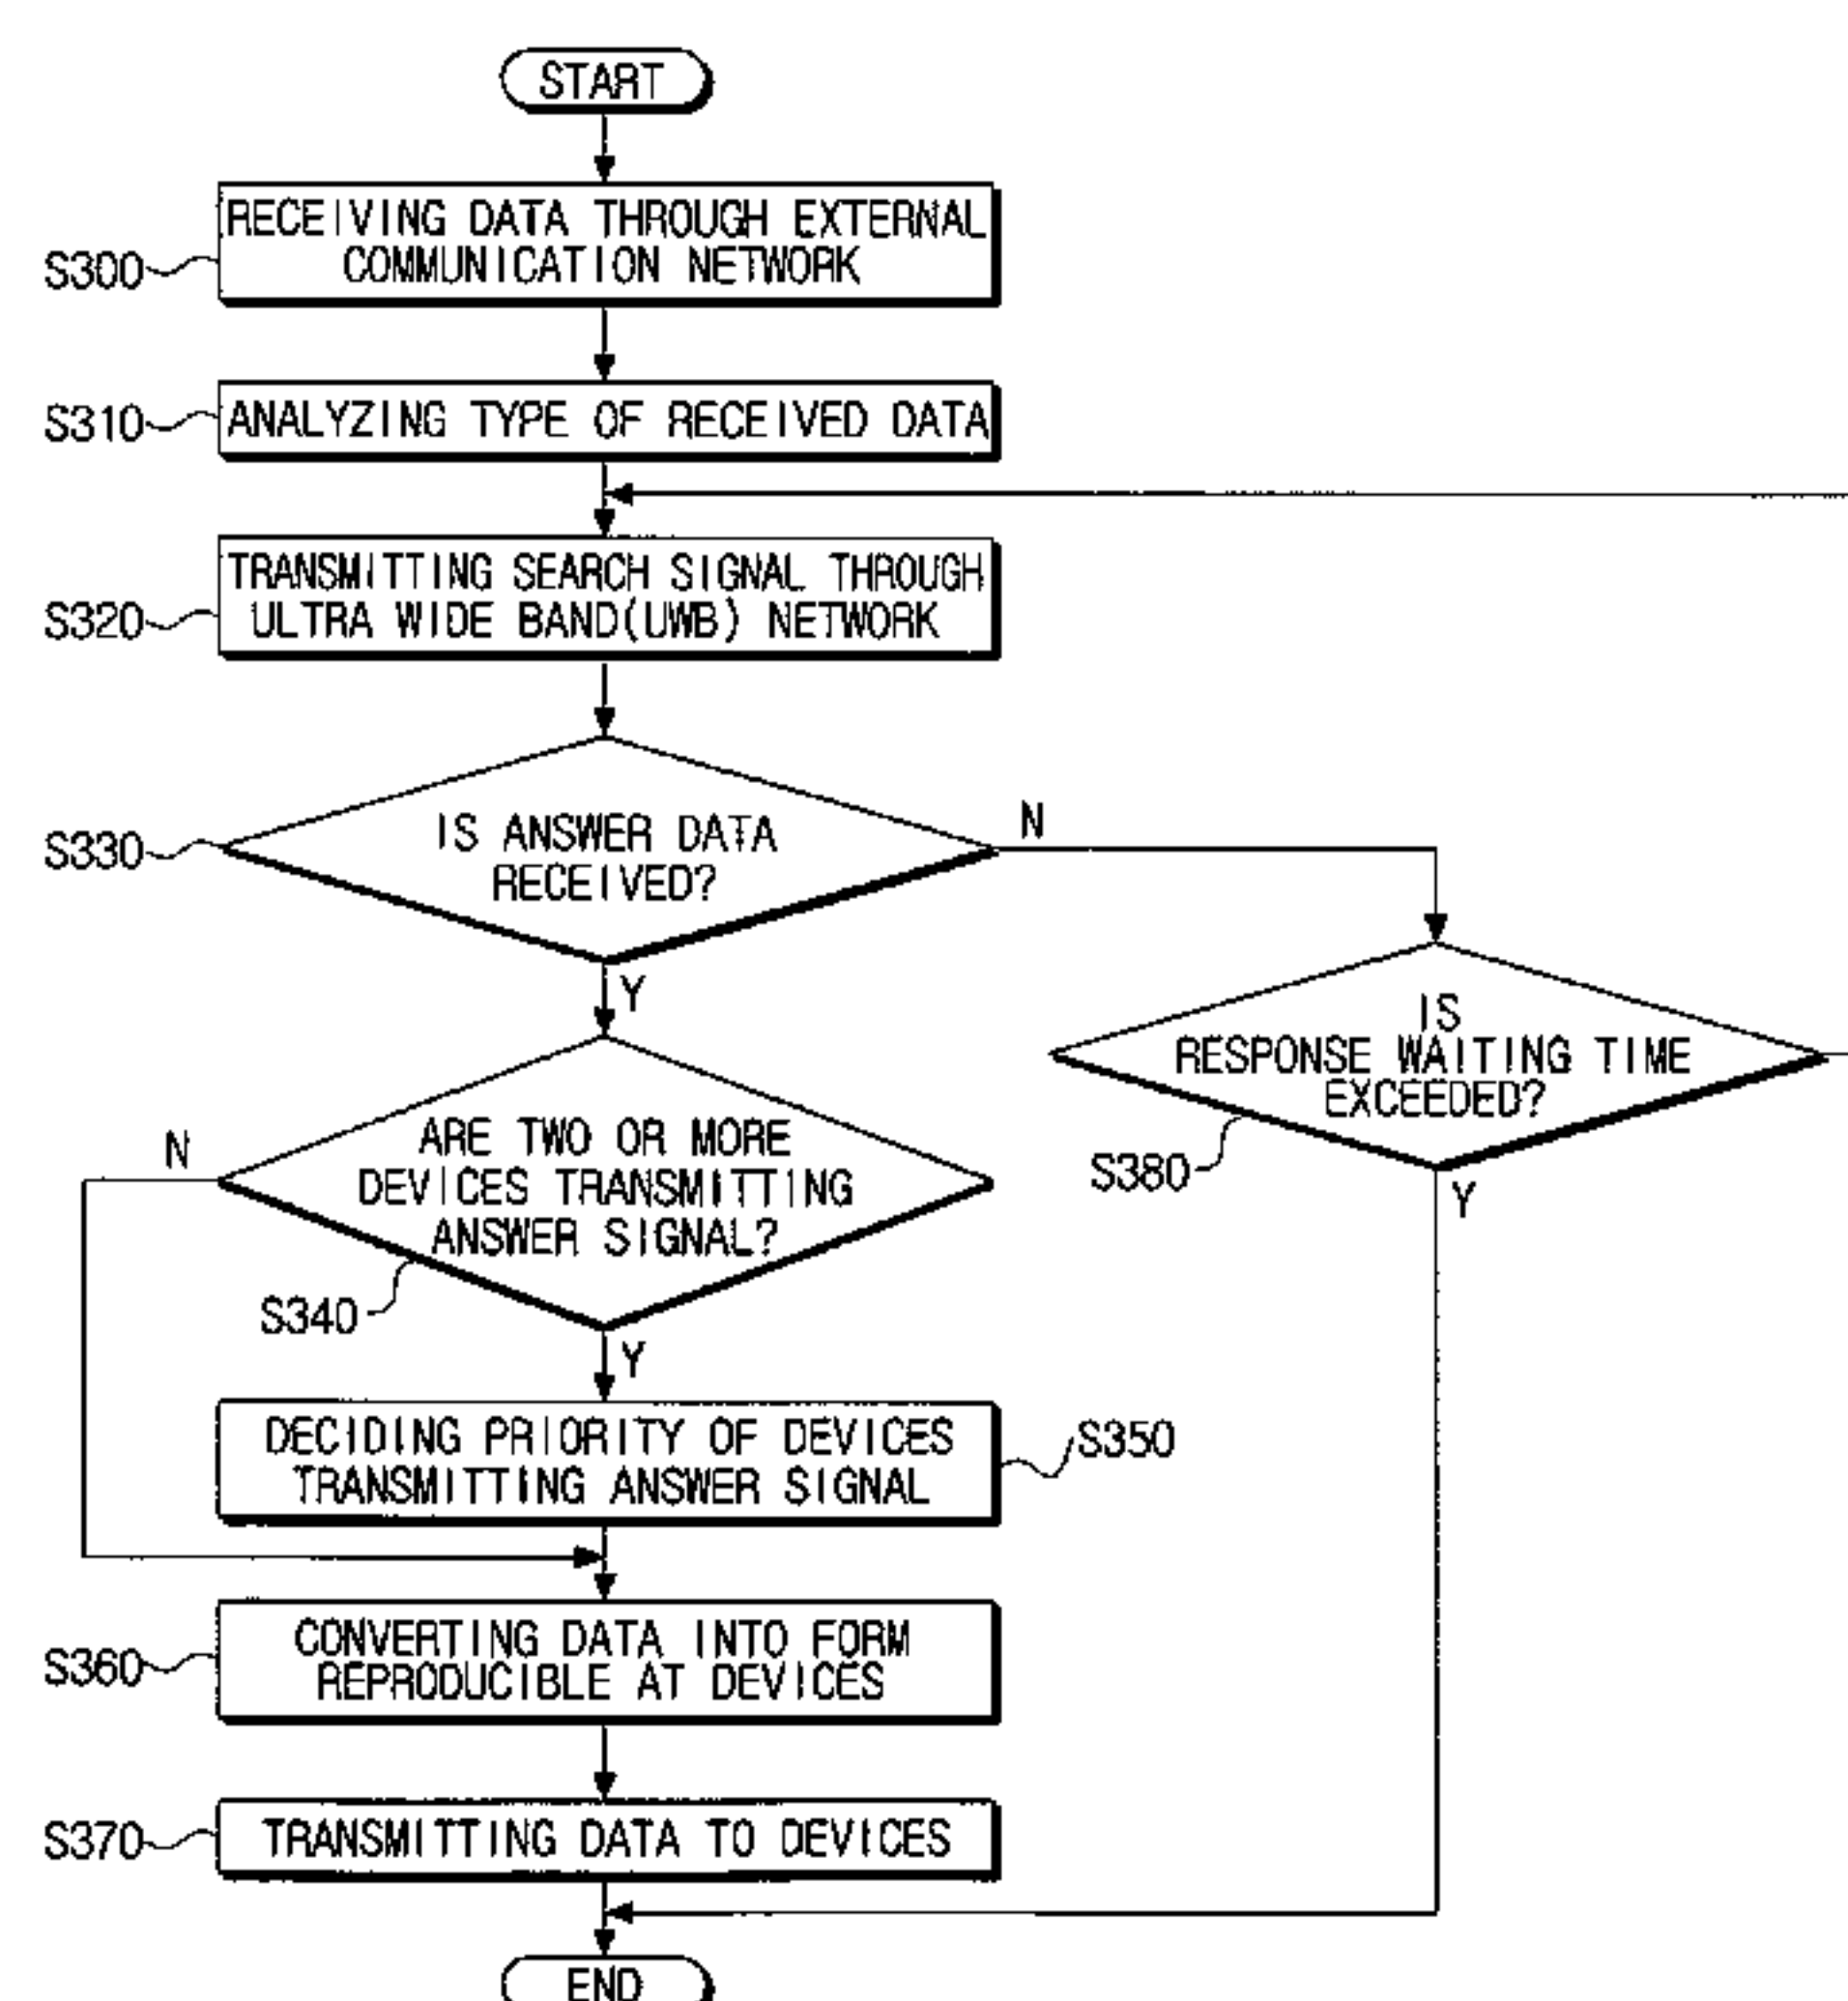 START
RECEIVING DATA THROUGH EXTERNAL
COMMUNICATION NETWORK
S300
ANALYZING TYPE OF RECEIVED DATA
S310
TRANSMITTING SEARCH SIGNAL THROUGH
ULTRA WIDE BAND(UWB) NETWORK
S320
IS ANSWER DATA
RECEIVED?
S330
N
Y
IS
RESPONSE WAITING TIME
EXCEEDED?
S380
Y
ARE TWO OR MORE
DEVICES TRANSMITTING
ANSWER SIGNAL?
N
S340
Y
DECIDING PRIORITY OF DEVICES
TRANSMITTING ANSWER SIGNAL
S350
CONVERTING DATA INTO FORM
REPRODUCIBLE AT DEVICES
S360
TRANSMITTING DATA TO DEVICES
S370
END